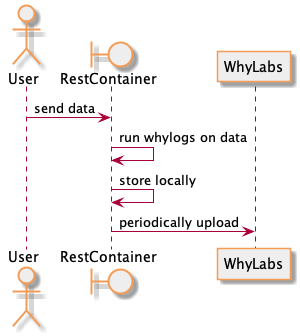 User
RestContainer
WhyLabs
send data
run whylogs on data
store locally
periodically upload
User
RestContainer
WhyLabs